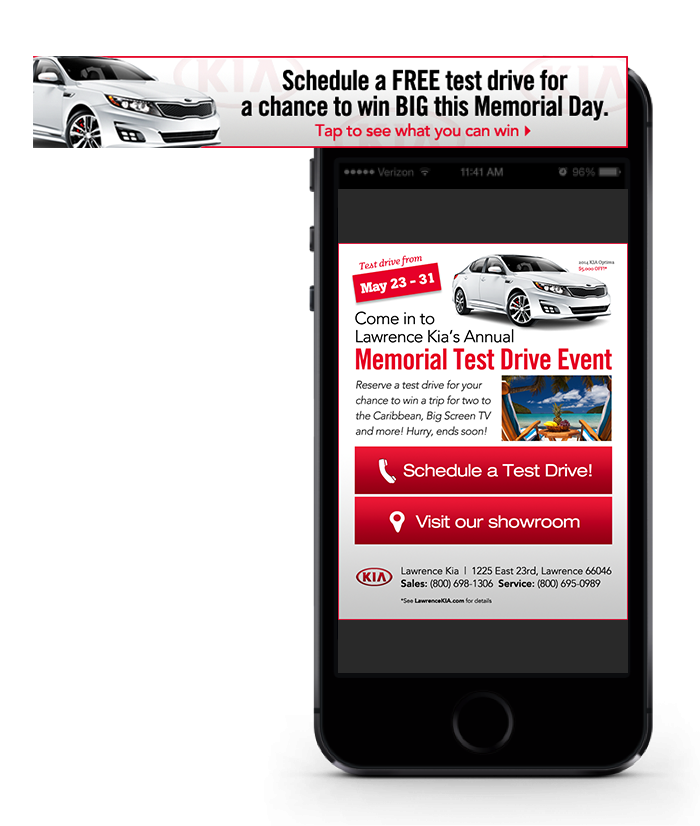 KIA
Schedule a FREE test drive for
a chance to win BIG this Memorial Day.
Tap to see what you can win
Verizon 11:41 AM 96%
Test drive from
May 23 - 31
2014 KIA Optima
$5,000 OFF!*
Come in to
Lawrence Kia's Annual
Memorial Test Drive Event
Reserve a test drive for your
chance to win a trip for two to
the Caribbean, Big Screen TV
and more! Hurry, ends soon!
Schedule a Test Drive!
Visit our showroom
KIA
Lawrence Kia | 1225 East 23rd, Lawrence 66046
Sales: (800) 698-1306 Service: (800) 695-0989
*See LawrenceKIA.com for details